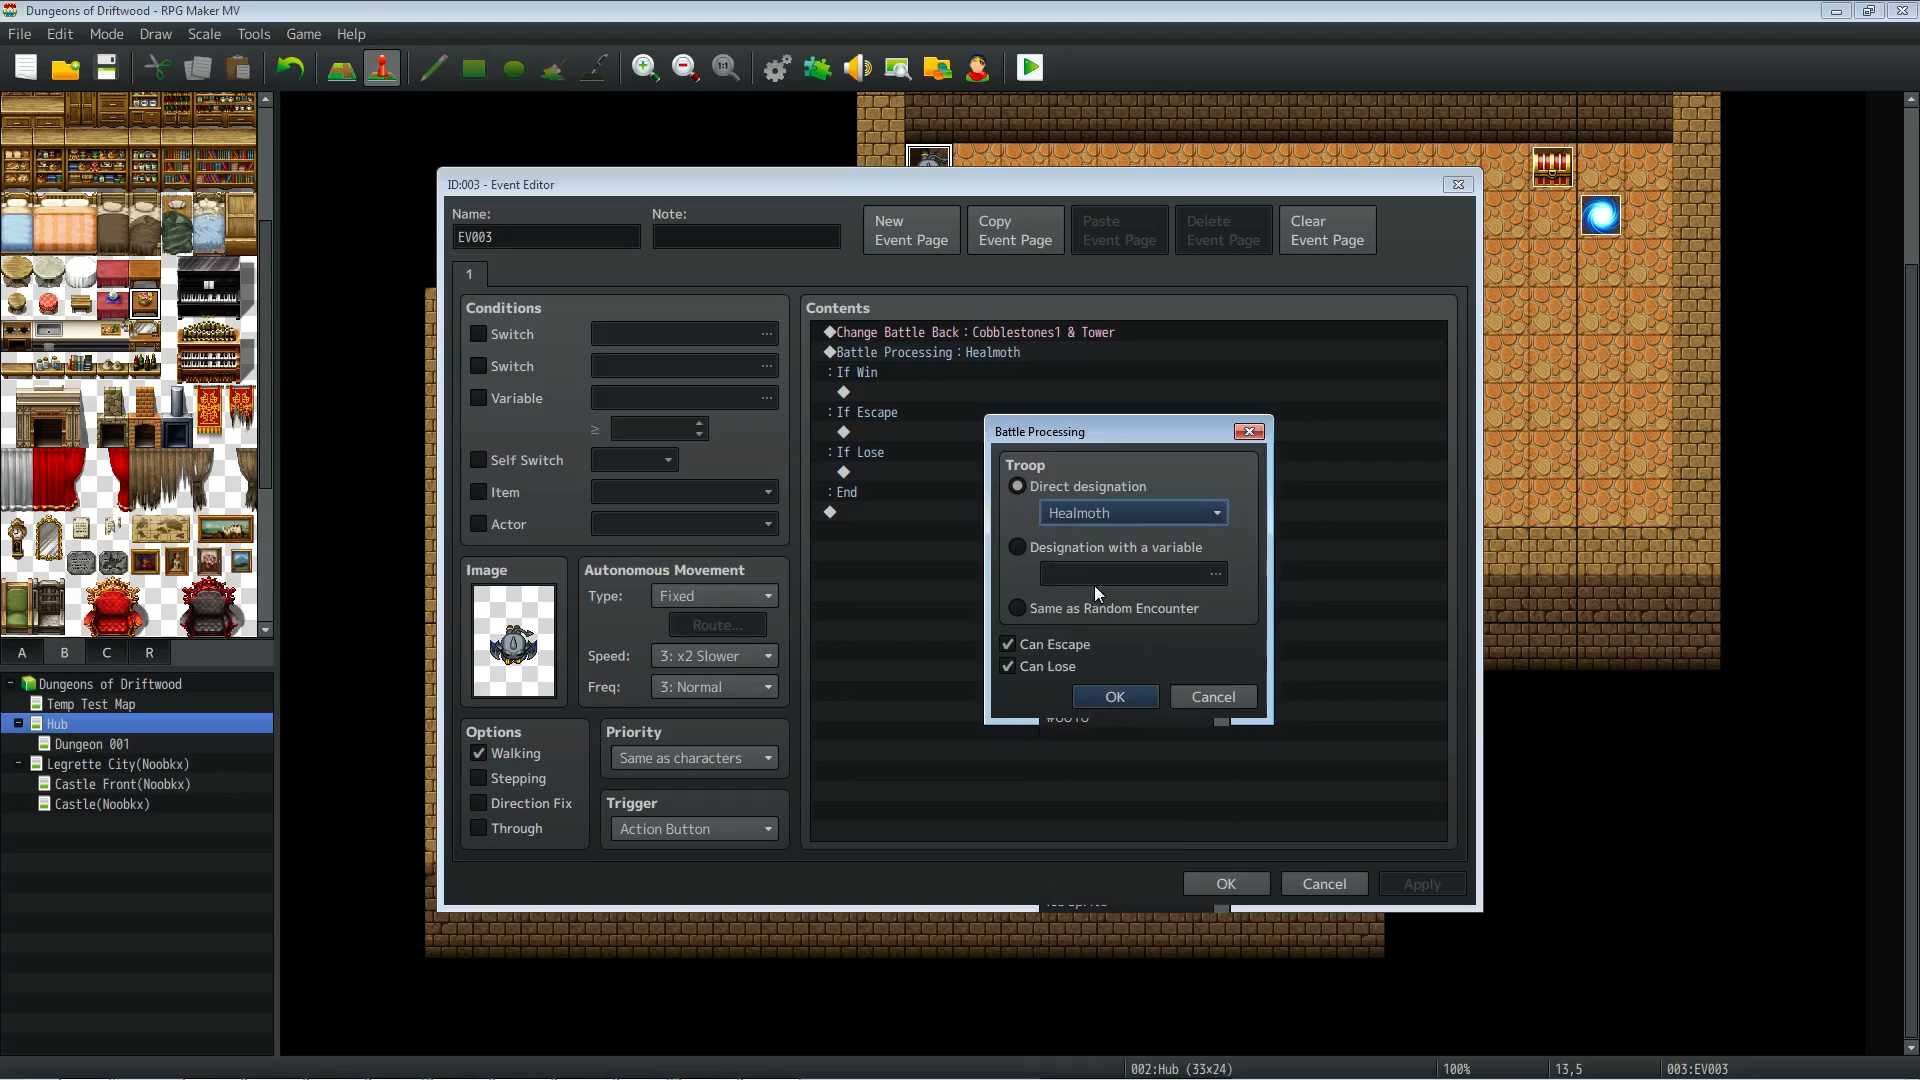 Dungeons of Driftwood - RPG Maker MV
File Edit Mode Draw Scale Tools Game Help
ID:003 - Event Editor
Name:
EV003
Note:
New Event Page
Copy Event Page
Paste Event Page
Delete Event Page
Clear Event Page
1
Conditions
Switch
Switch
Variable
≥
Self Switch
Item
Actor
Image
Autonomous Movement
Type: Fixed
Route...
Speed: 3: x2 Slower
Freq: 3: Normal
Options
Walking
Stepping
Direction Fix
Through
Priority
Same as characters
Trigger
Action Button
Contents
◆Change Battle Back：Cobblestones1 & Tower
◆Battle Processing：Healmoth
：If Win
◆
：If Escape
◆
：If Lose
◆
：End
◆
Battle Processing
Troop
Direct designation
Healmoth
Designation with a variable
Same as Random Encounter
Can Escape
Can Lose
OK Cancel
OK Cancel Apply
A B C R
Dungeons of Driftwood
Temp Test Map
Hub
Dungeon 001
Legrette City(Noobkx)
Castle Front(Noobkx)
Castle(Noobkx)
002:Hub (33x24)
100%
13,5
003:EV003